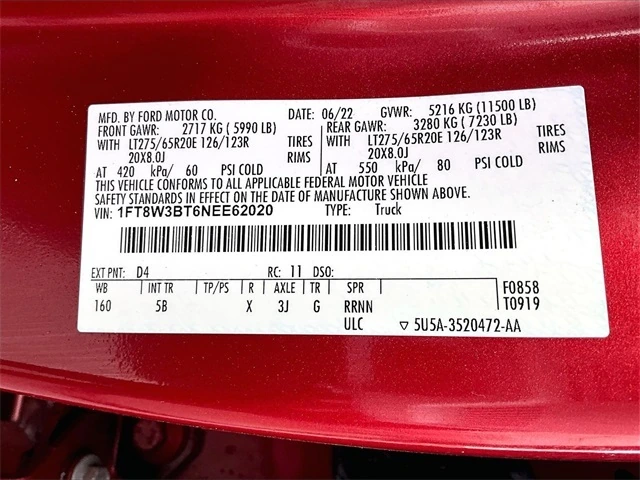 MFD. BY FORD MOTOR CO. DATE: 06/22 GVWR: 5216 KG (11500 LB)
FRONT GAWR: 2717 KG ( 5990 LB) REAR GAWR: 3280 KG ( 7230 LB)
WITH LT275/65R20E 126/123R TIRES WITH LT275/65R20E 126/123R TIRES
20X8.0J RIMS 20X8.0J RIMS
AT 420 kPa/ 60 PSI COLD AT 550 kPa/ 80 PSI COLD
THIS VEHICLE CONFORMS TO ALL APPLICABLE FEDERAL MOTOR VEHICLE
SAFETY STANDARDS IN EFFECT ON THE DATE OF MANUFACTURE SHOWN ABOVE.
VIN: 1FT8W3BT6NEE62020 TYPE: Truck
EXT PNT: D4 RC: 11 DSO:
WB INT TR TP/PS R AXLE TR SPR F0858
160 5B X 3J G RRNN T0919
ULC 5U5A-3520472-AA